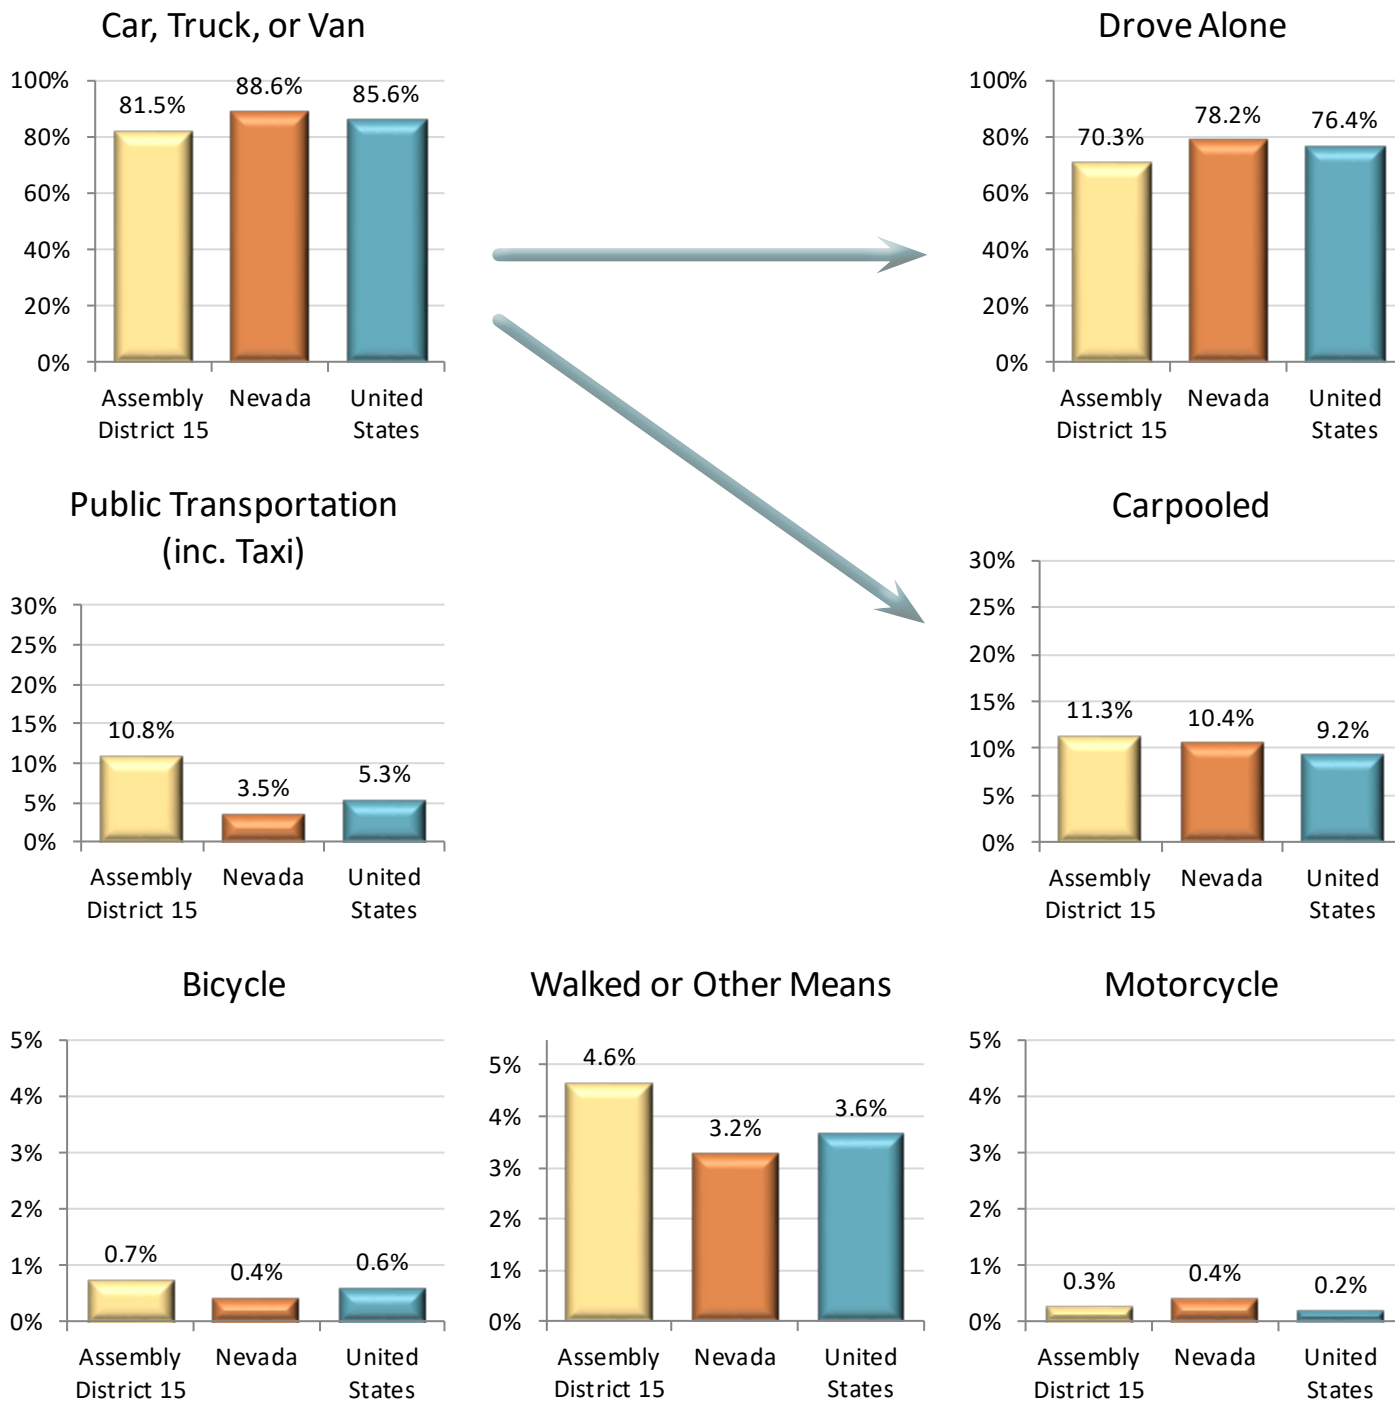 Car, Truck, or Van
100%
80%
60%
40%
20%
0%
81.5%
88.6%
85.6%
Assembly
District 15
Nevada
United
States
Drove Alone
100%
80%
60%
40%
20%
0%
70.3%
78.2%
76.4%
Assembly
District 15
Nevada
United
States
Public Transportation
(inc. Taxi)
30%
25%
20%
15%
10%
5%
0%
10.8%
3.5%
5.3%
Assembly
District 15
Nevada
United
States
Carpooled
30%
25%
20%
15%
10%
5%
0%
11.3%
10.4%
9.2%
Assembly
District 15
Nevada
United
States
Bicycle
5%
4%
3%
2%
1%
0%
0.7%
0.4%
0.6%
Assembly
District 15
Nevada
United
States
Walked or Other Means
5%
4%
3%
2%
1%
0%
4.6%
3.2%
3.6%
Assembly
District 15
Nevada
United
States
Motorcycle
5%
4%
3%
2%
1%
0%
0.3%
0.4%
0.2%
Assembly
District 15
Nevada
United
States